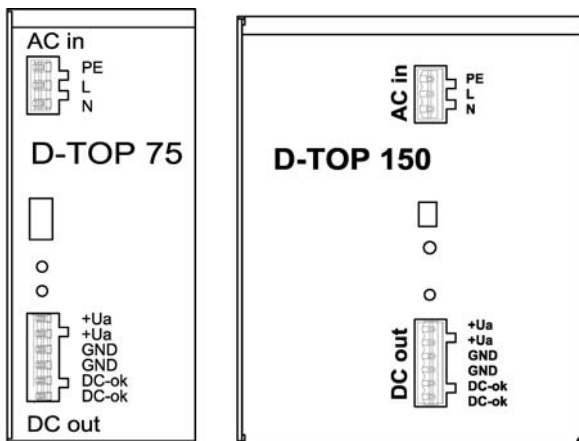 AC in
PE
L
N
D-TOP 75
+Ua
+Ua
GND
GND
DC-ok
DC-ok
DC out
AC in
PE
L
N
D-TOP 150
DC out
+Ua
+Ua
GND
GND
DC-ok
DC-ok